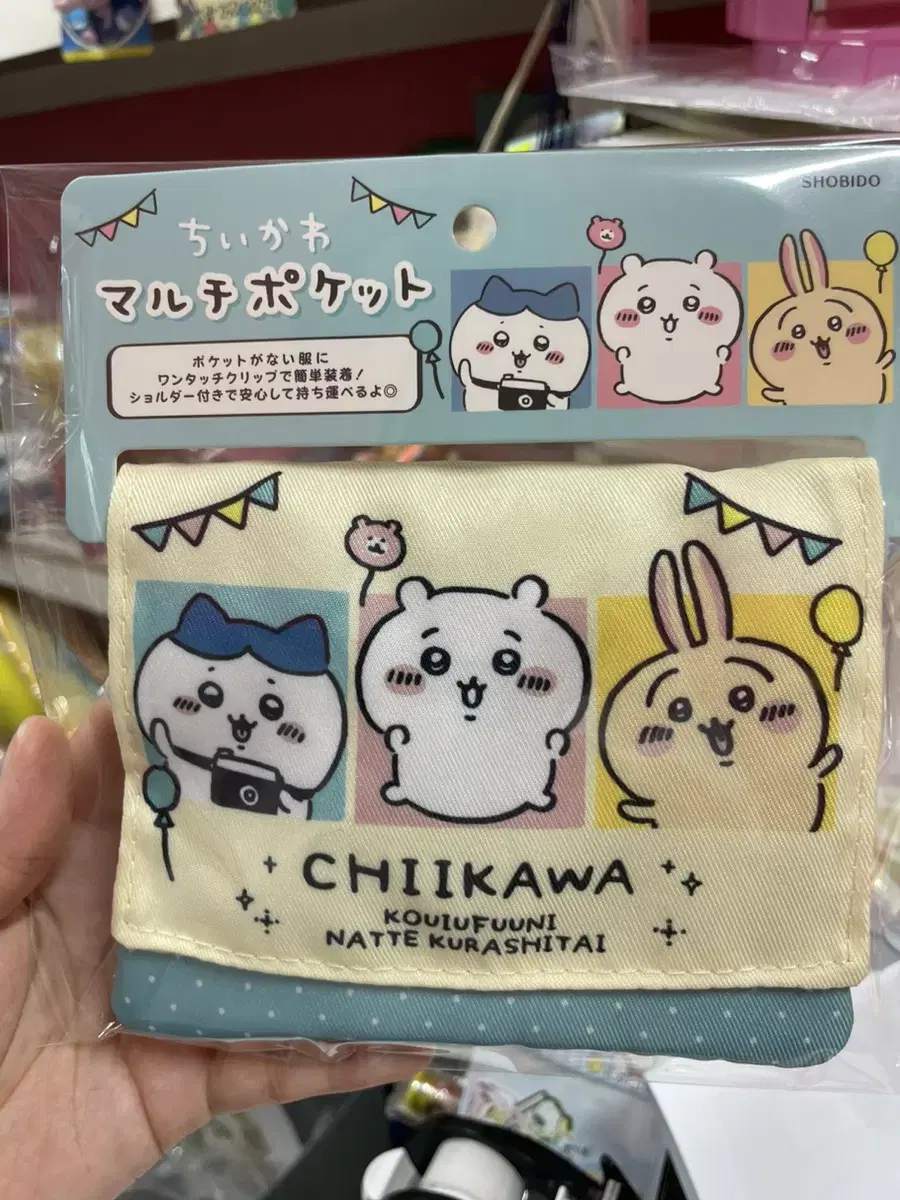 SHOBIDO
ちいかわ
マルチポケット
ポケットがない服に
ワンタッチクリップで簡単装着！
ショルダー付きで安心して持ち運べるよ◎
CHIIKAWA
KOUIUFUUNI
NATTE KURASHITAI